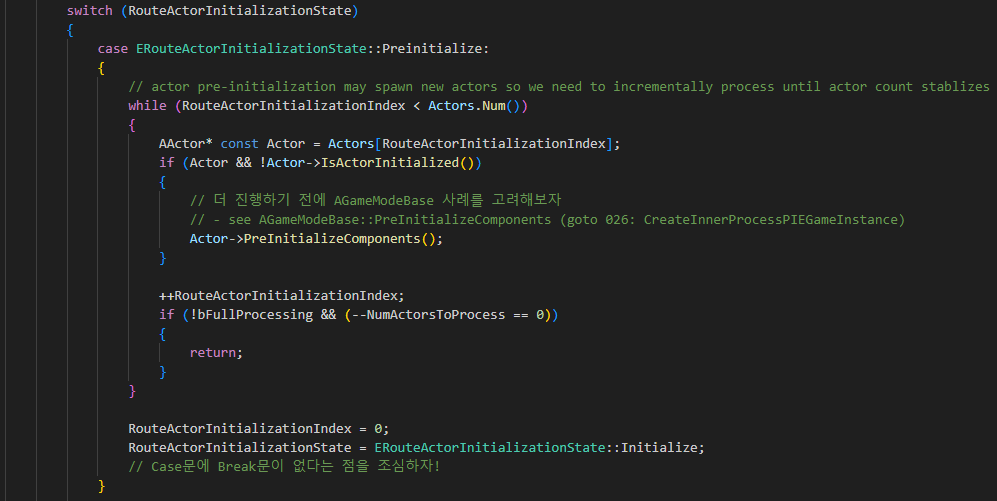 switch (RouteActorInitializationState)
{
case ERouteActorInitializationState::Preinitialize:
{
// actor pre-initialization may spawn new actors so we need to incrementally process until actor count stablizes
while (RouteActorInitializationIndex < Actors.Num())
{
AActor* const Actor = Actors[RouteActorInitializationIndex];
if (Actor && !Actor->IsActorInitialized())
{
// 더 진행하기 전에 AGameModeBase 사례를 고려해보자
// - see AGameModeBase::PreInitializeComponents (goto 026: CreateInnerProcessPIEGameInstance)
Actor->PreInitializeComponents();
}
++RouteActorInitializationIndex;
if (!bFullProcessing && (--NumActorsToProcess == 0))
{
return;
}
}
RouteActorInitializationIndex = 0;
RouteActorInitializationState = ERouteActorInitializationState::Initialize;
// Case문에 Break문이 없다는 점을 조심하자!
}